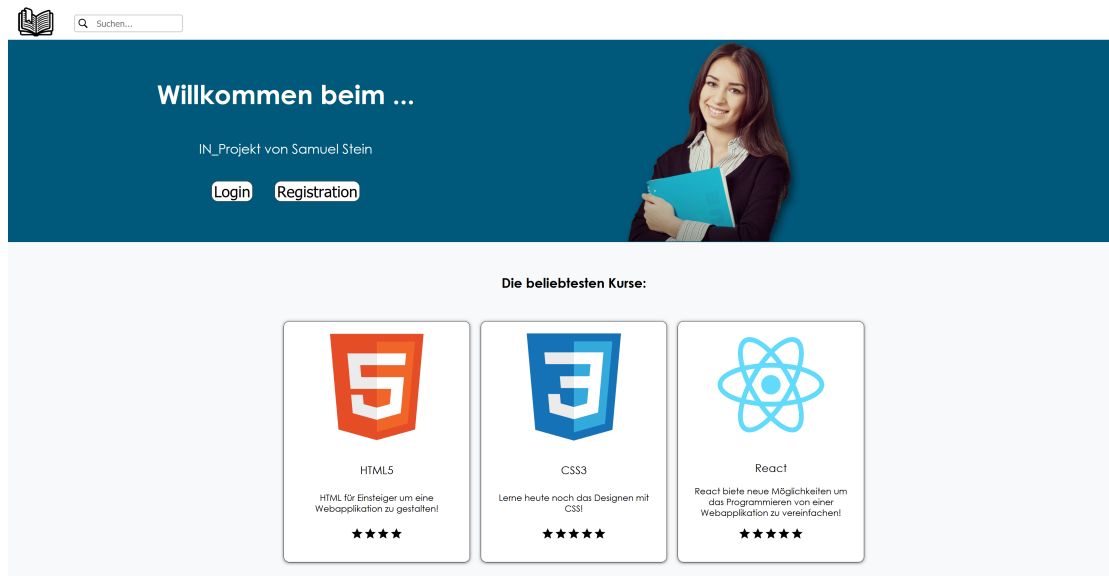 Suchen...
Willkommen beim ...
IN_Projekt von Samuel Stein
Login
Registration
Die beliebtesten Kurse:
5
3
HTML5
CSS3
React
HTML für Einsteiger um eine
Webapplikation zu gestalten!
Lerne heute noch das Designen mit
CSS!
React biete neue Möglichkeiten um
das Programmieren von einer
Webapplikation zu vereinfachen!